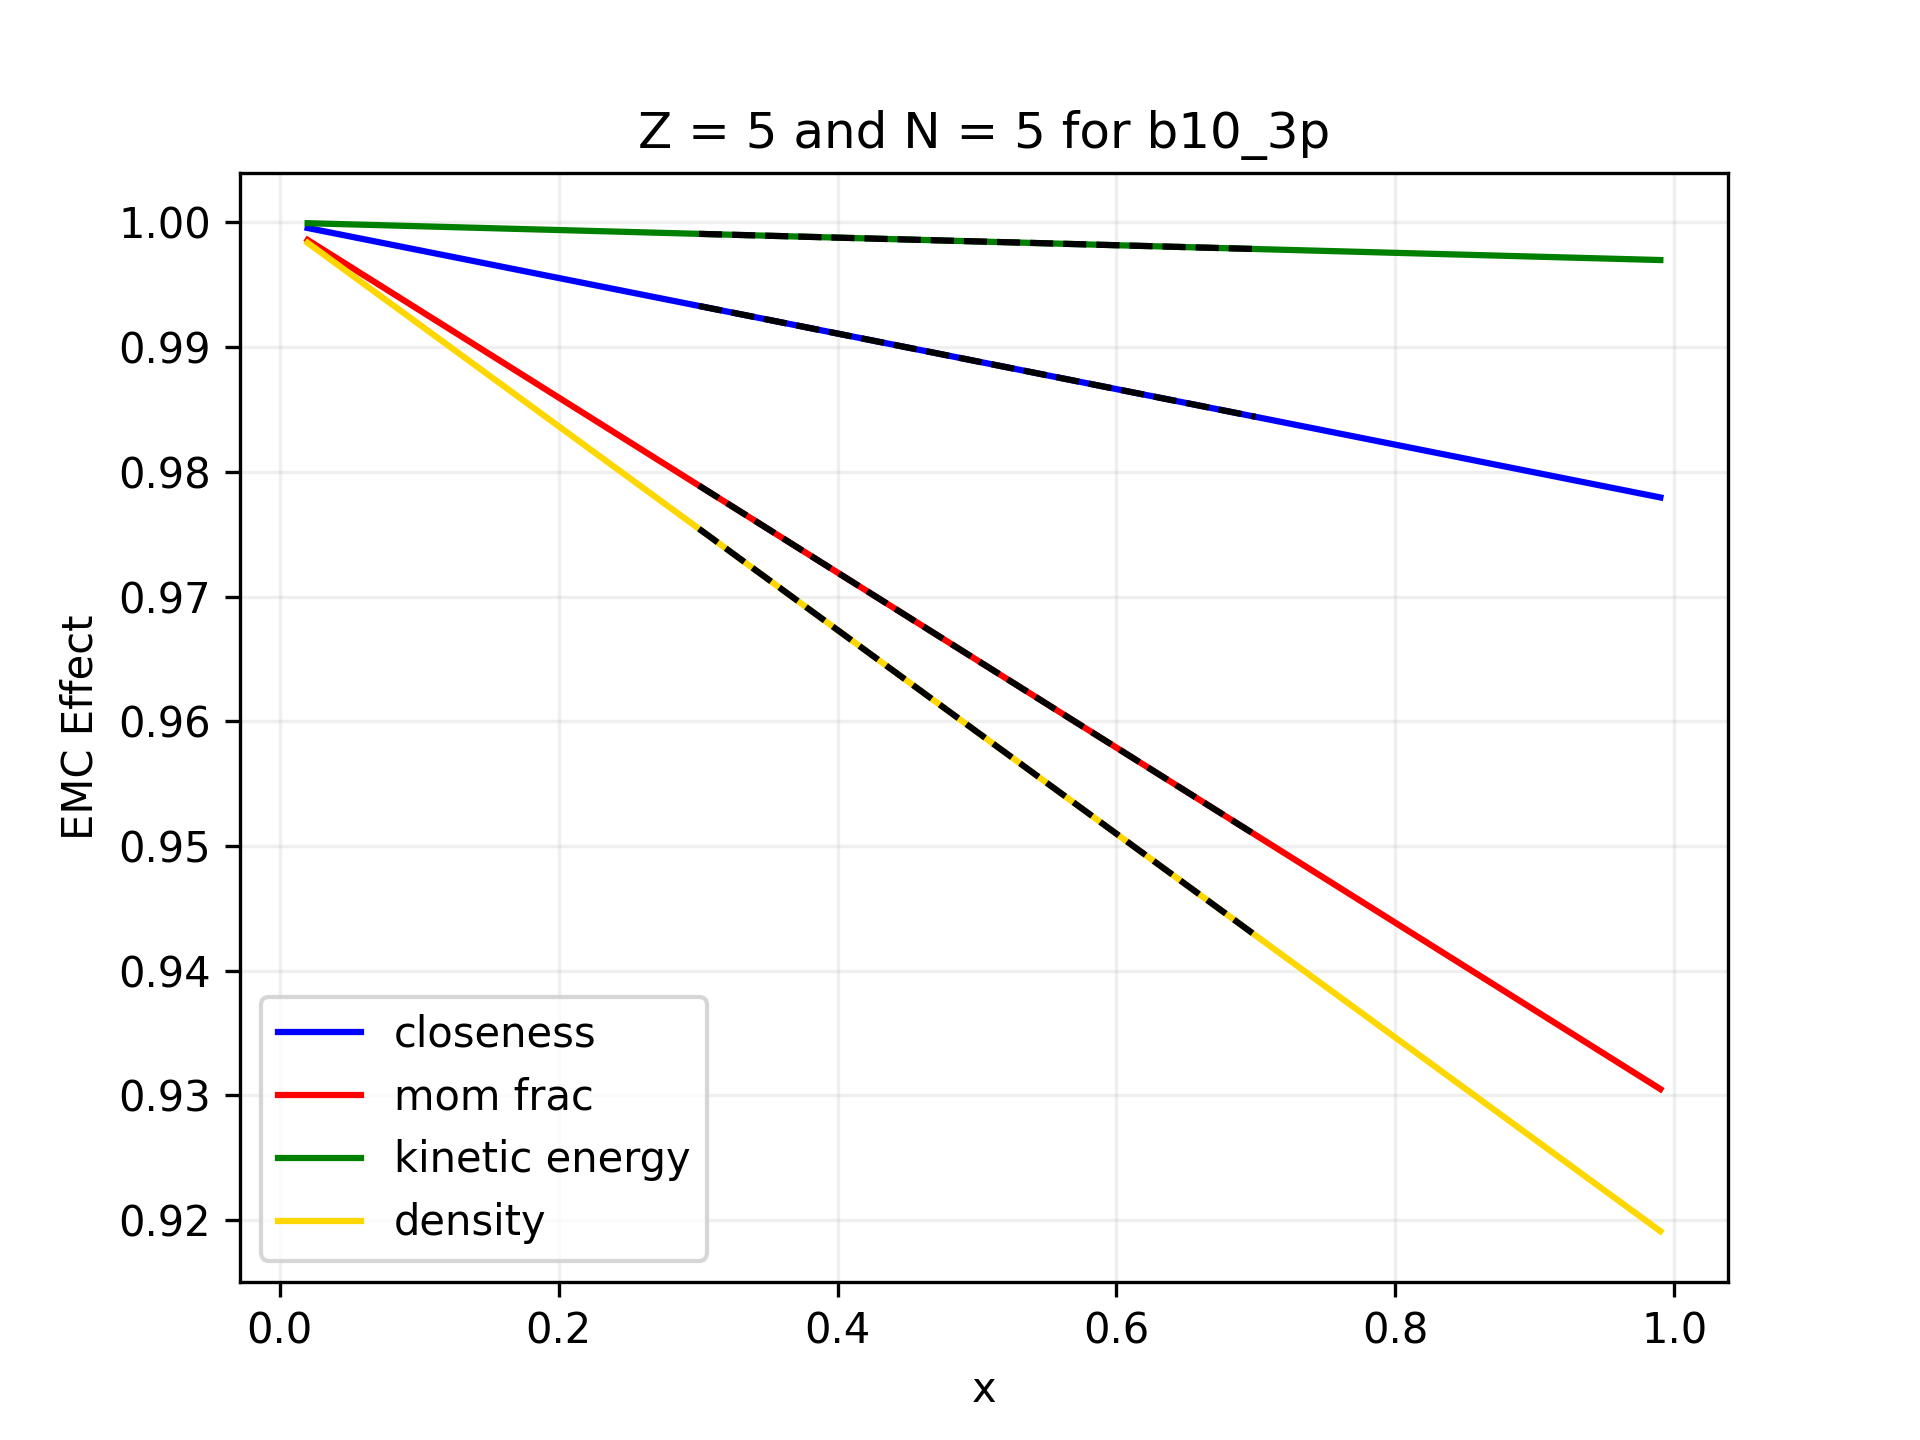 Z = 5 and N = 5 for b10_3p
1.00
0.99
0.98
0.97
0.96
0.95
0.94
0.93
0.92
EMC Effect
closeness
mom frac
kinetic energy
density
0.0 0.2 0.4 0.6 0.8 1.0
x